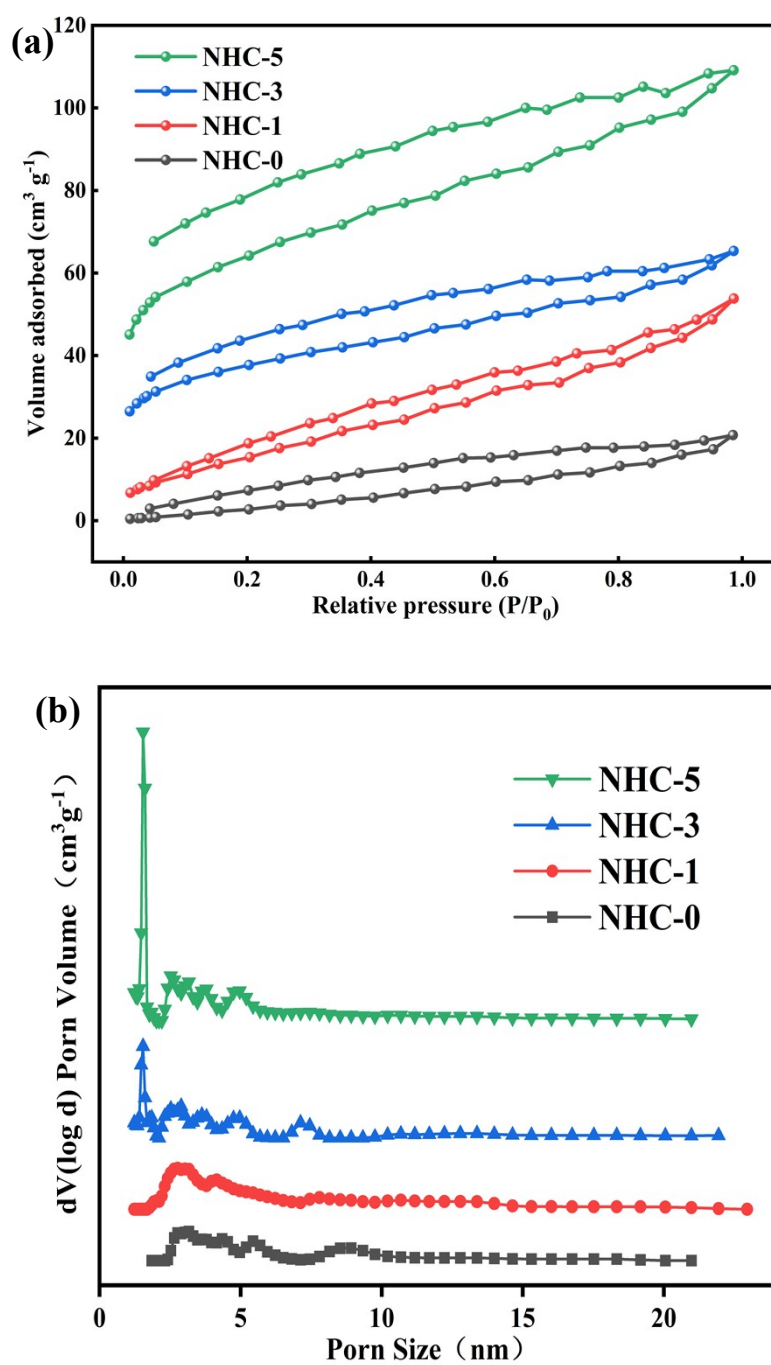 (a)
NHC-5
NHC-3
NHC-1
NHC-0
Volume adsorbed (cm³ g⁻¹)
120
100
80
60
40
20
0
0.0 0.2 0.4 0.6 0.8 1.0
Relative pressure (P/P₀)
(b)
NHC-5
NHC-3
NHC-1
NHC-0
dV(log d) Porn Volume（cm³g⁻¹）
0 5 10 15 20
Porn Size（nm）